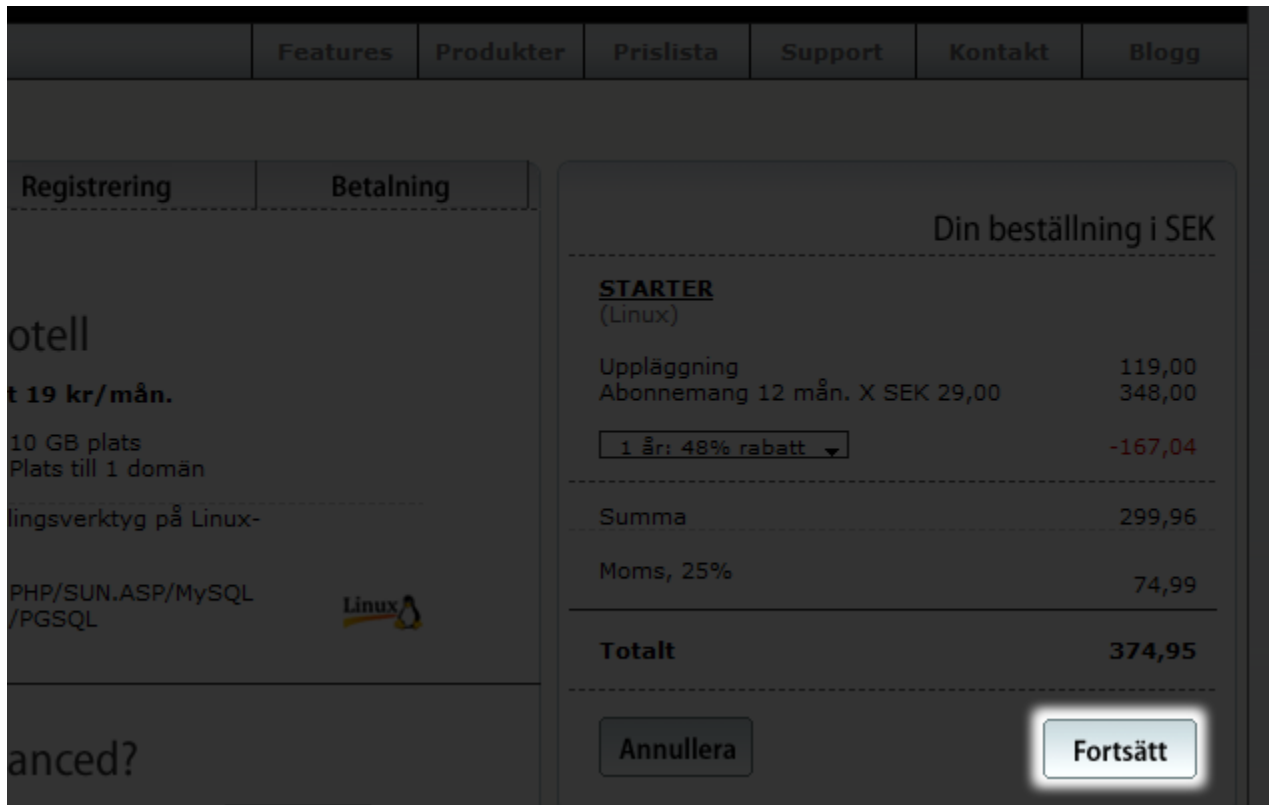 Features Produkter Prislista Support Kontakt Blogg
Registrering Betalning
otell
t 19 kr/mån.
10 GB plats
Plats till 1 domän
lingsverktyg på Linux-
PHP/SUN.ASP/MySQL
/PGSQL
Linux
anced?
Din beställning i SEK
STARTER
(Linux)
Uppläggning 119,00
Abonnemang 12 mån. X SEK 29,00 348,00
1 år: 48% rabatt -167,04
Summa 299,96
Moms, 25% 74,99
Totalt 374,95
Annullera Fortsätt